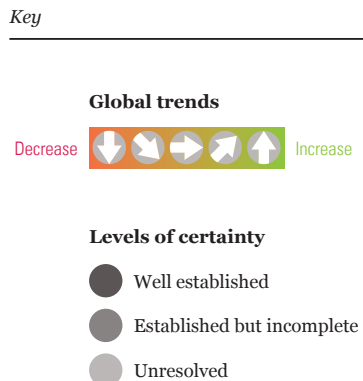 Key
Global trends
Decrease
Increase
Levels of certainty
Well established
Established but incomplete
Unresolved